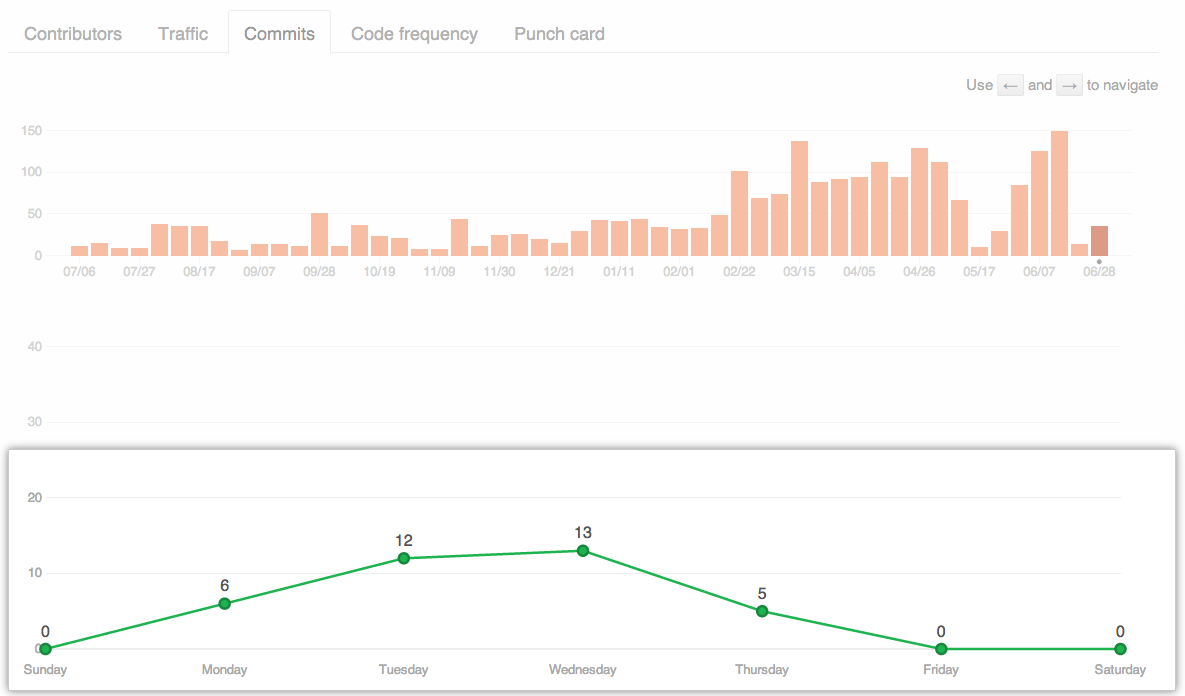 Contributors Traffic Commits Code frequency Punch card
Use ← and → to navigate
150
100
50
0
07/06 07/27 08/17 09/07 09/28 10/19 11/09 11/30 12/21 01/11 02/01 02/22 03/15 04/05 04/26 05/17 06/07 06/28
40
30
20
13
12
10
6
5
0 0 0
0
Sunday Monday Tuesday Wednesday Thursday Friday Saturday